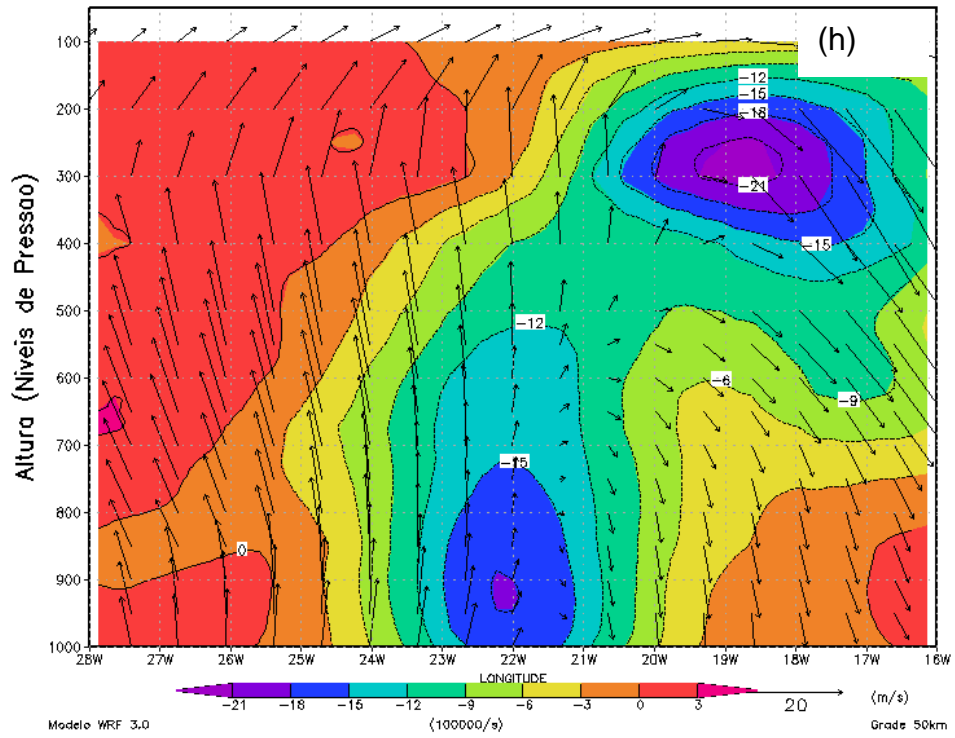 (h)
100
200
300
400
500
600
700
800
900
1000
Altura (Niveis de Pressao)
-12
-15
-18
-21
-15
-12
-6
-9
-15
0
28W 27W 26W 25W 24W 23W 22W 21W 20W 19W 18W 17W 16W
LONGITUDE
-21 -18 -15 -12 -9 -6 -3 0 3 20 (m/s)
(100000/s)
Modelo WRF 3.0
Grade 50km